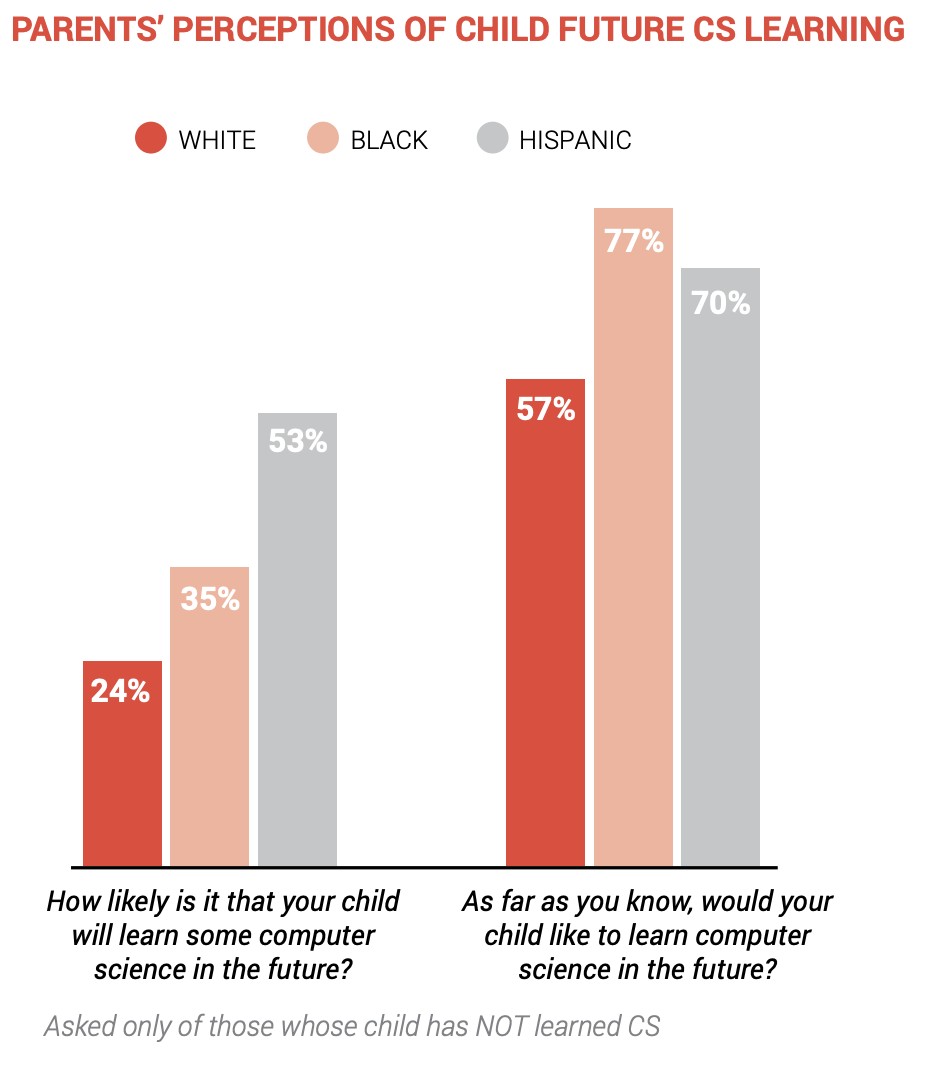 PARENTS’ PERCEPTIONS OF CHILD FUTURE CS LEARNING
WHITE
BLACK
HISPANIC
24%
35%
53%
57%
77%
70%
How likely is it that your child
will learn some computer
science in the future?
As far as you know, would your
child like to learn computer
science in the future?
Asked only of those whose child has NOT learned CS